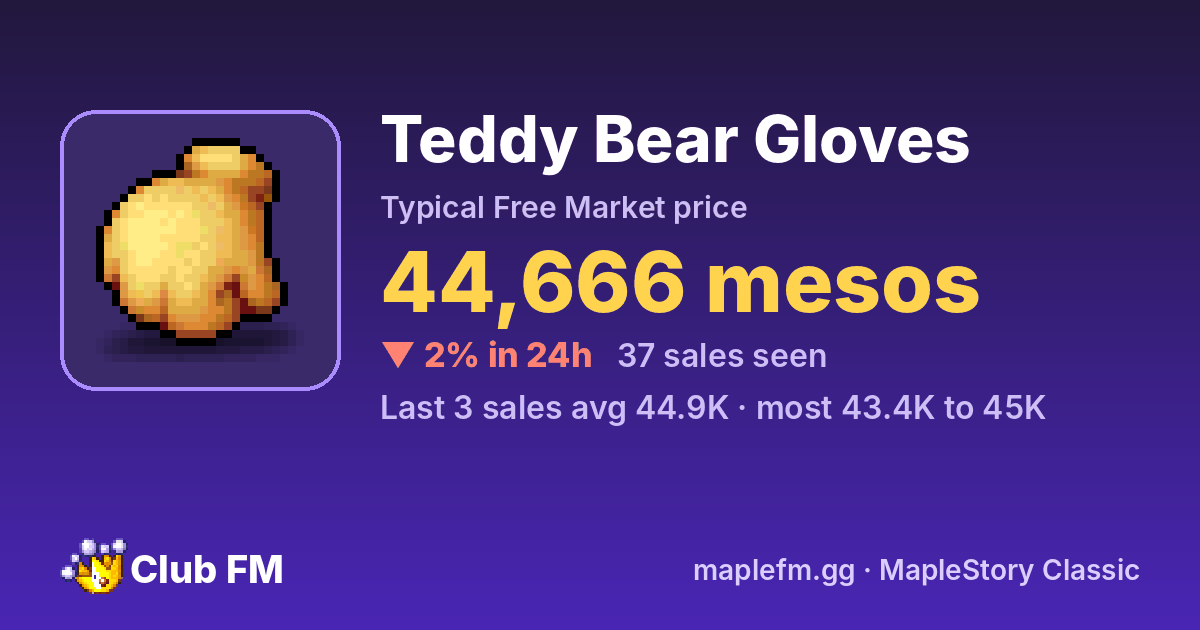 Teddy Bear Gloves
Typical Free Market price
44,666 mesos
▼ 2% in 24h 37 sales seen
Last 3 sales avg 44.9K · most 43.4K to 45K
Club FM
maplefm.gg · MapleStory Classic